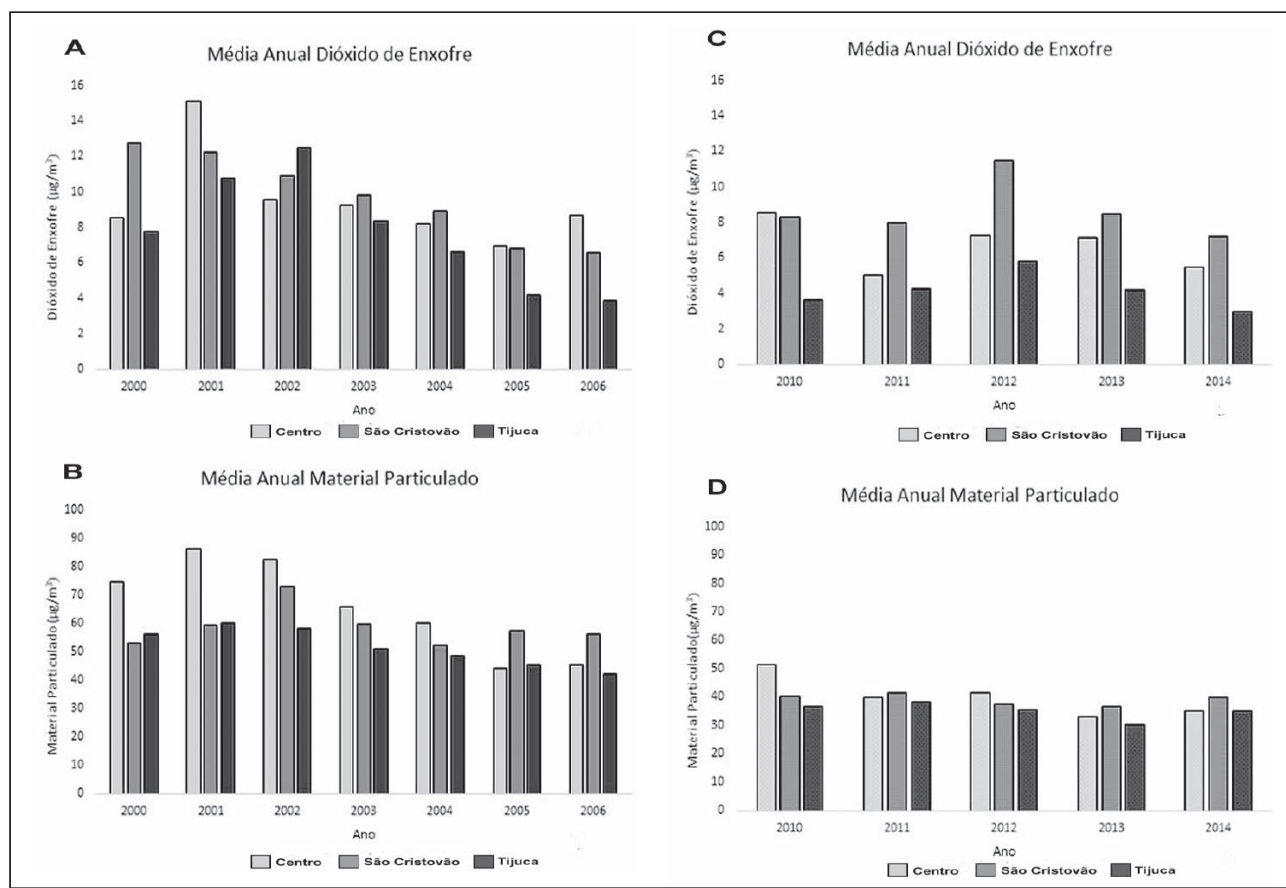 A
Média Anual Dióxido de Enxofre
Dióxido de Enxofre (µg/m³)
16
14
12
10
8
6
4
2
0
2000 2001 2002 2003 2004 2005 2006
Ano
Centro São Cristovão Tijuca
B
Média Anual Material Particulado
Material Particulado (µg/m³)
100
90
80
70
60
50
40
30
20
10
0
2000 2001 2002 2003 2004 2005 2006
Ano
Centro São Cristovão Tijuca
C
Média Anual Dióxido de Enxofre
Dióxido de Enxofre (µg/m³)
16
14
12
10
8
6
4
2
0
2010 2011 2012 2013 2014
Ano
Centro São Cristovão Tijuca
D
Média Anual Material Particulado
Material Particulado(µg/m³)
100
90
80
70
60
50
40
30
20
10
0
2010 2011 2012 2013 2014
Ano
Centro São Cristovão Tijuca